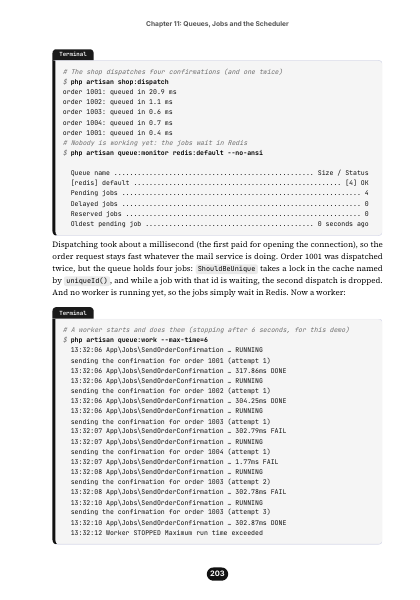 Chapter 11: Queues, Jobs and the Scheduler
Terminal
# The shop dispatches four confirmations (and one twice)
$ php artisan shop:dispatch
order 1001: queued in 20.9 ms
order 1002: queued in 1.1 ms
order 1003: queued in 0.6 ms
order 1004: queued in 0.7 ms
order 1001: queued in 0.4 ms
# Nobody is working yet: the jobs wait in Redis
$ php artisan queue:monitor redis:default --no-ansi
Queue name ................................................... Size / Status
[redis] default ................................................... [4] OK
Pending jobs ................................................... 4
Delayed jobs ................................................... 0
Reserved jobs ................................................... 0
Oldest pending job ................................................... 0 seconds ago
Dispatching took about a millisecond (the first paid for opening the connection), so the
order request stays fast whatever the mail service is doing. Order 1001 was dispatched
twice, but the queue holds four jobs: ShouldBeUnique takes a lock in the cache named
by uniqueId(), and while a job with that id is waiting, the second dispatch is dropped.
And no worker is running yet, so the jobs simply wait in Redis. Now a worker:
Terminal
# A worker starts and does them (stopping after 6 seconds, for this demo)
$ php artisan queue:work --max-time=6
13:32:06 App\Jobs\SendOrderConfirmation … RUNNING
sending the confirmation for order 1001 (attempt 1)
13:32:06 App\Jobs\SendOrderConfirmation … 317.86ms DONE
13:32:06 App\Jobs\SendOrderConfirmation … RUNNING
sending the confirmation for order 1002 (attempt 1)
13:32:06 App\Jobs\SendOrderConfirmation … 304.25ms DONE
13:32:06 App\Jobs\SendOrderConfirmation … RUNNING
sending the confirmation for order 1003 (attempt 1)
13:32:07 App\Jobs\SendOrderConfirmation … 302.79ms FAIL
13:32:07 App\Jobs\SendOrderConfirmation … RUNNING
sending the confirmation for order 1004 (attempt 1)
13:32:07 App\Jobs\SendOrderConfirmation … 1.77ms FAIL
13:32:08 App\Jobs\SendOrderConfirmation … RUNNING
sending the confirmation for order 1003 (attempt 2)
13:32:08 App\Jobs\SendOrderConfirmation … 302.78ms FAIL
13:32:10 App\Jobs\SendOrderConfirmation … RUNNING
sending the confirmation for order 1003 (attempt 3)
13:32:10 App\Jobs\SendOrderConfirmation … 302.87ms DONE
13:32:12 Worker STOPPED Maximum run time exceeded
203